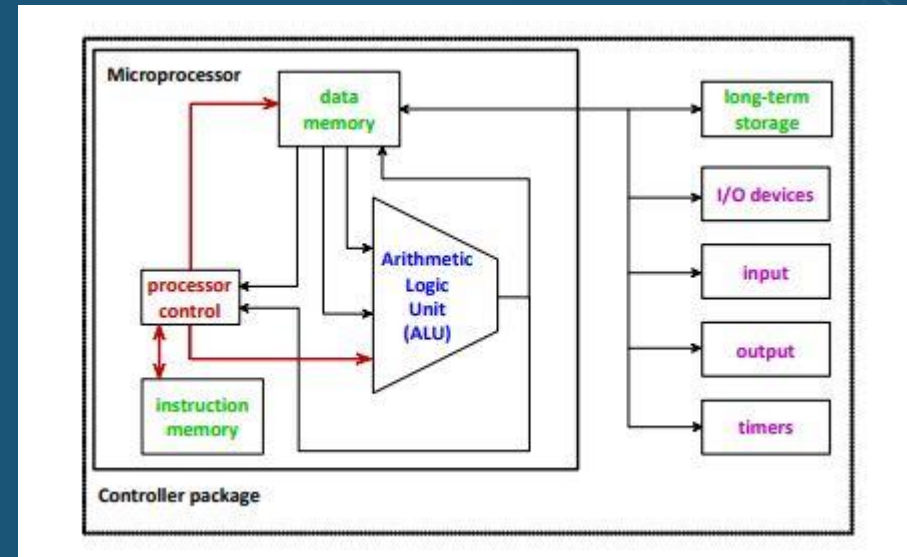 Microprocessor
data
memory
long-term
storage
I/O devices
Arithmetic
Logic
Unit
(ALU)
input
processor
control
output
instruction
memory
timers
Controller package